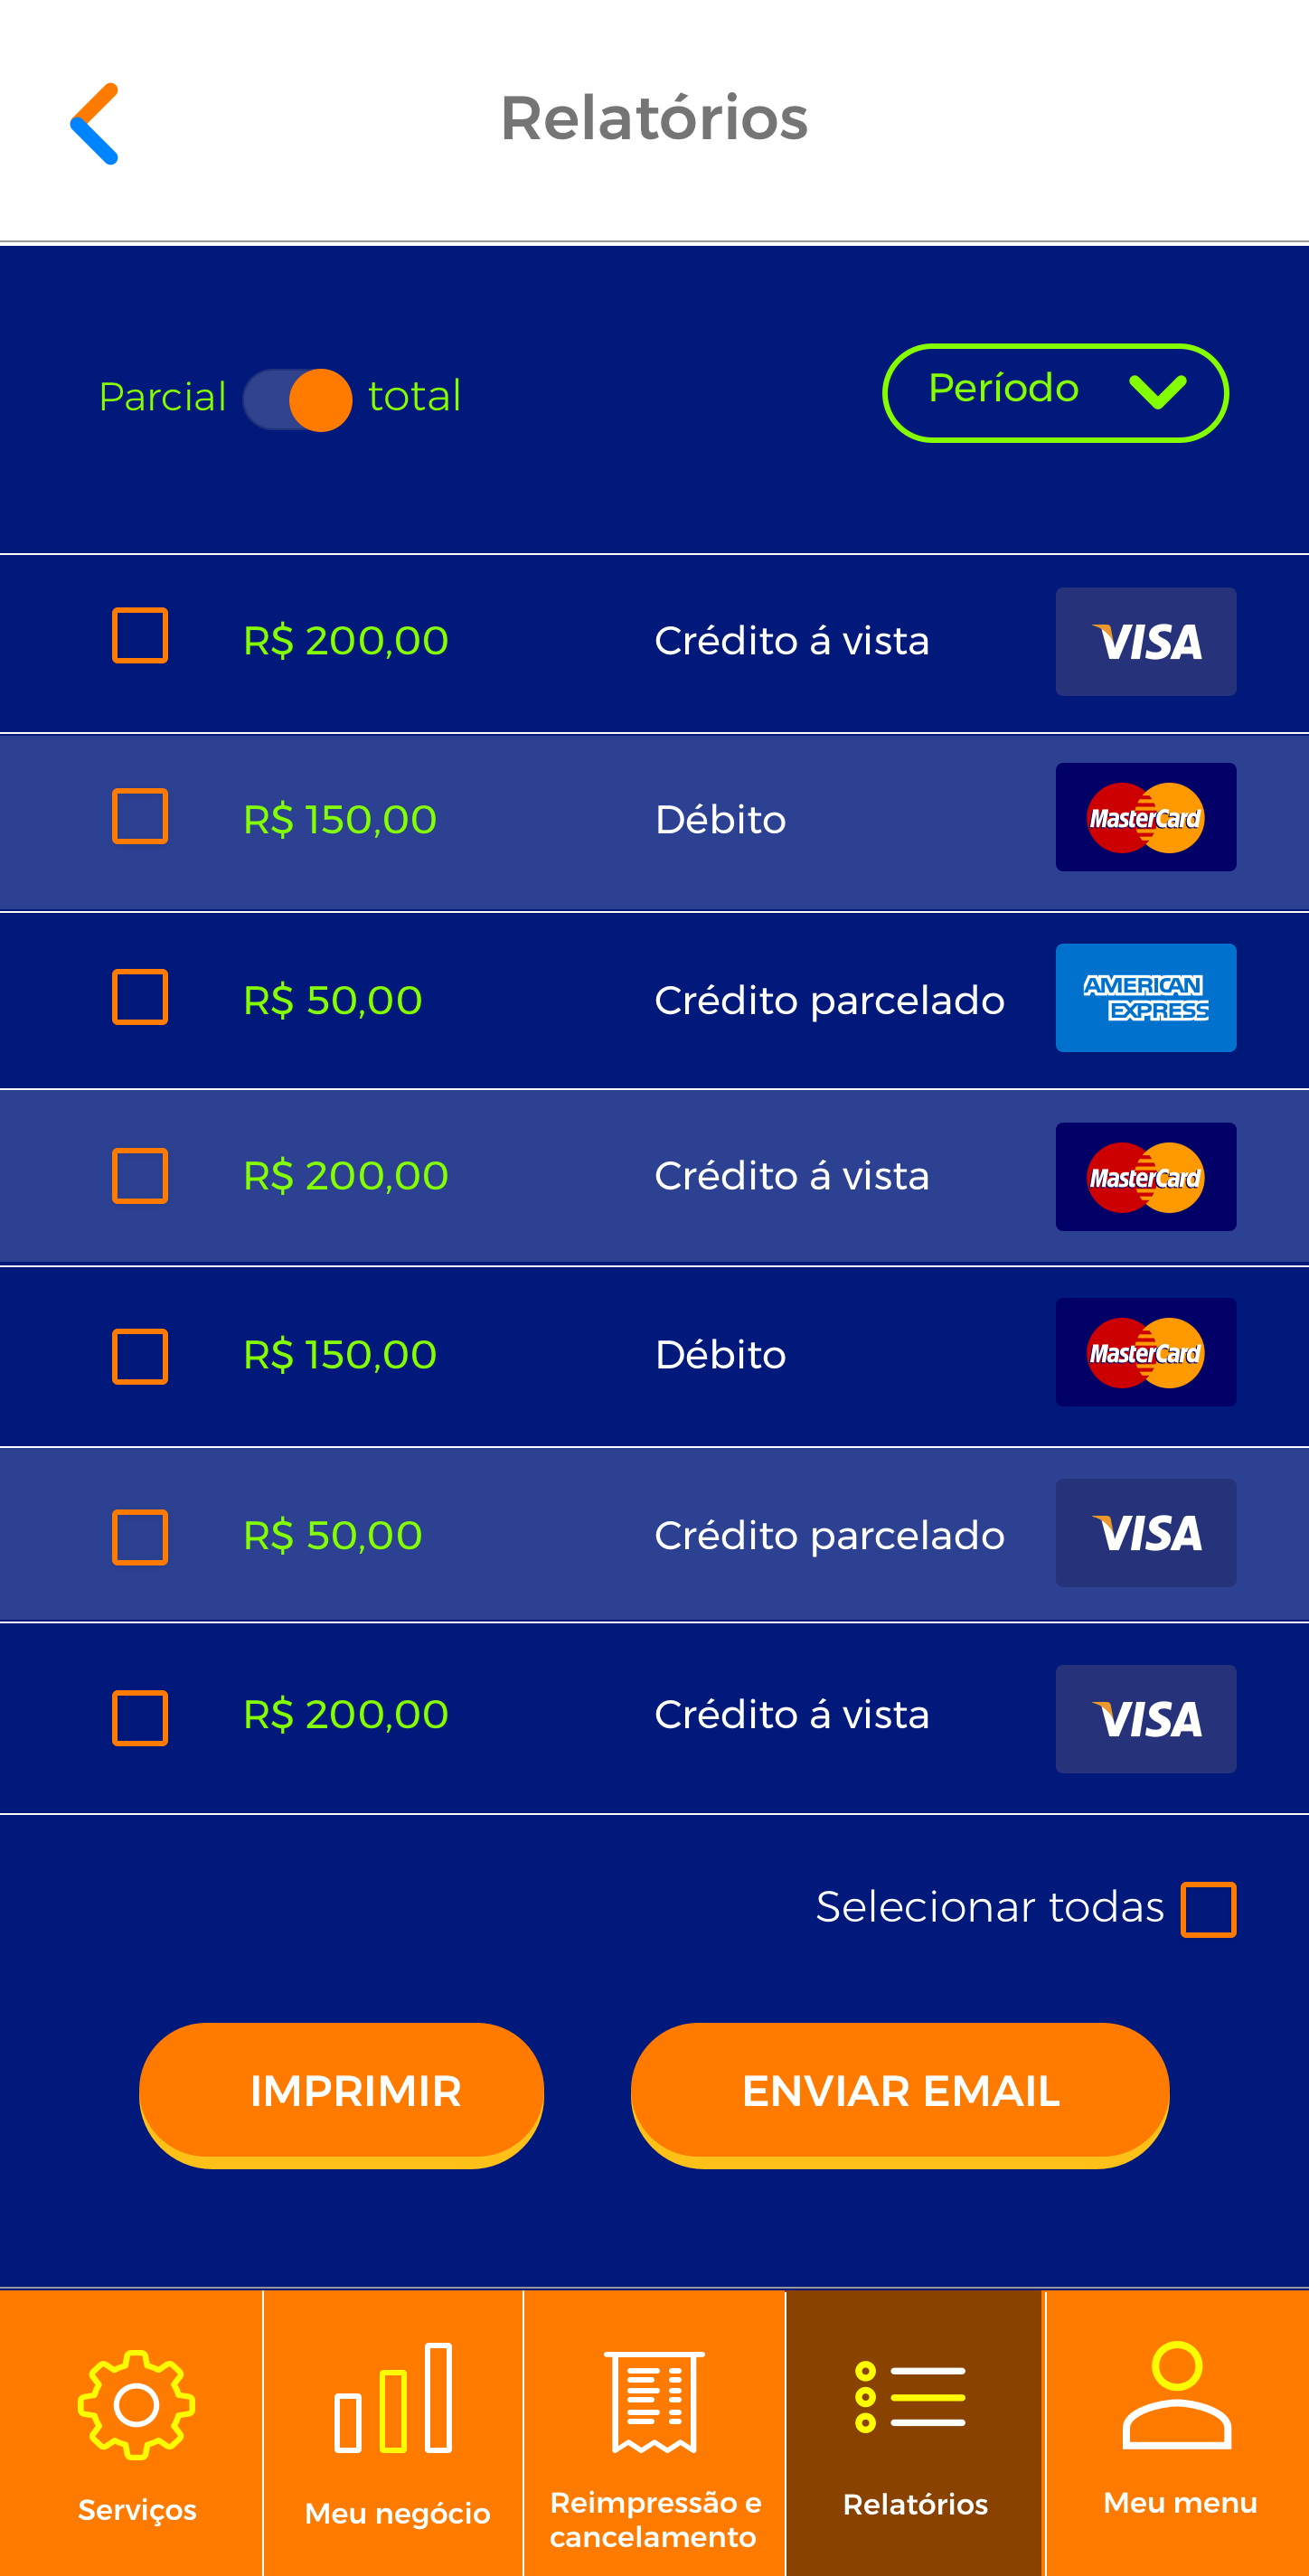 Relatórios
Parcial total
Período
R$ 200,00 Crédito á vista VISA
R$ 150,00 Débito MasterCard
R$ 50,00 Crédito parcelado AMERICAN
EXPRESS
R$ 200,00 Crédito á vista MasterCard
R$ 150,00 Débito MasterCard
R$ 50,00 Crédito parcelado VISA
R$ 200,00 Crédito á vista VISA
Selecionar todas
IMPRIMIR ENVIAR EMAIL
Serviços
Meu negócio
Reimpressão e
cancelamento
Relatórios
Meu menu